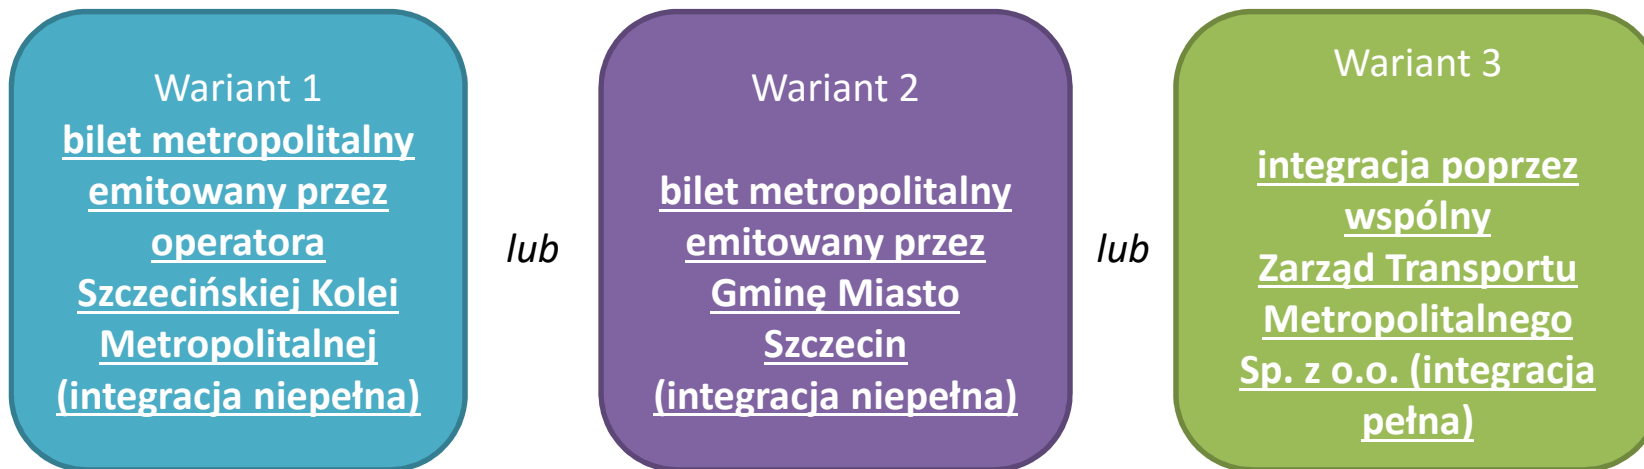 Wariant 1
bilet metropolitalny
emitowany przez
operatora
Szczecińskiej Kolei
Metropolitalnej
(integracja niepełna)
lub
Wariant 2
bilet metropolitalny
emitowany przez
Gminę Miasto
Szczecin
(integracja niepełna)
lub
Wariant 3
integracja poprzez
wspólny
Zarząd Transportu
Metropolitalnego
Sp. z o.o. (integracja
pełna)